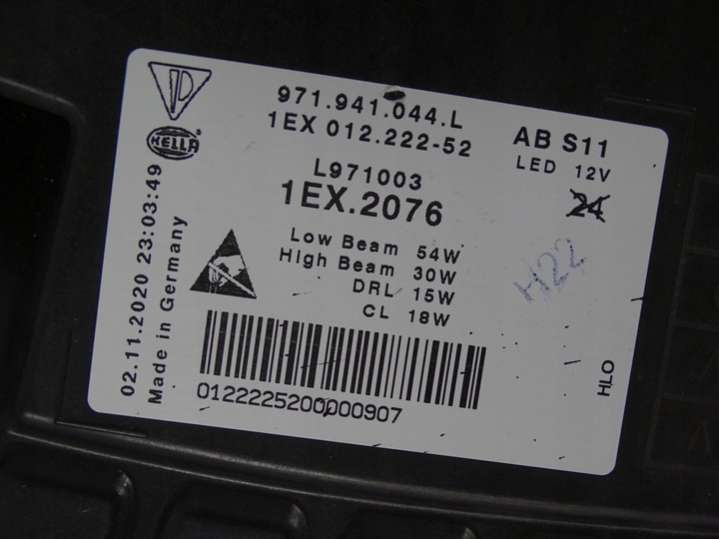 971.941.044.L
1EX 012.222-52
AB S11
LED 12V
24
HELLA
L971003
1EX.2076
Low Beam 54W
High Beam 30W
DRL 15W
CL 18W
H22
02.11.2020 23:03:49
Made in Germany
HLO
0122225200000907